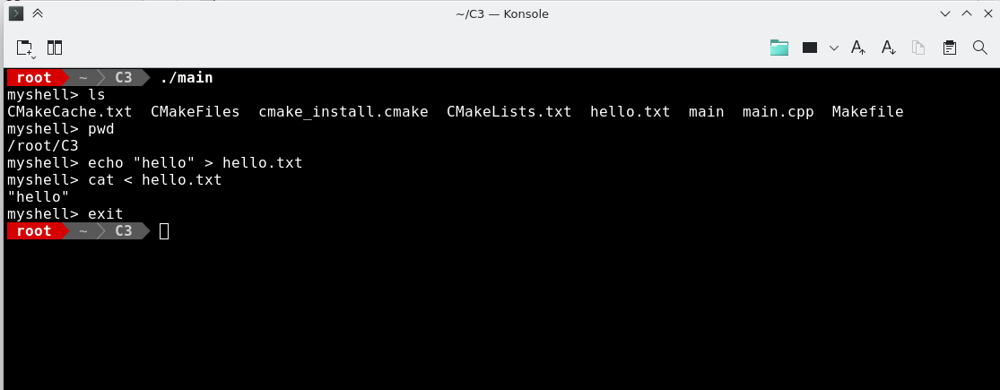 ~/C3 — Konsole
root ~ C3 ./main
myshell> ls
CMakeCache.txt CMakeFiles cmake_install.cmake CMakeLists.txt hello.txt main main.cpp Makefile
myshell> pwd
/root/C3
myshell> echo "hello" > hello.txt
myshell> cat < hello.txt
"hello"
myshell> exit
root ~ C3